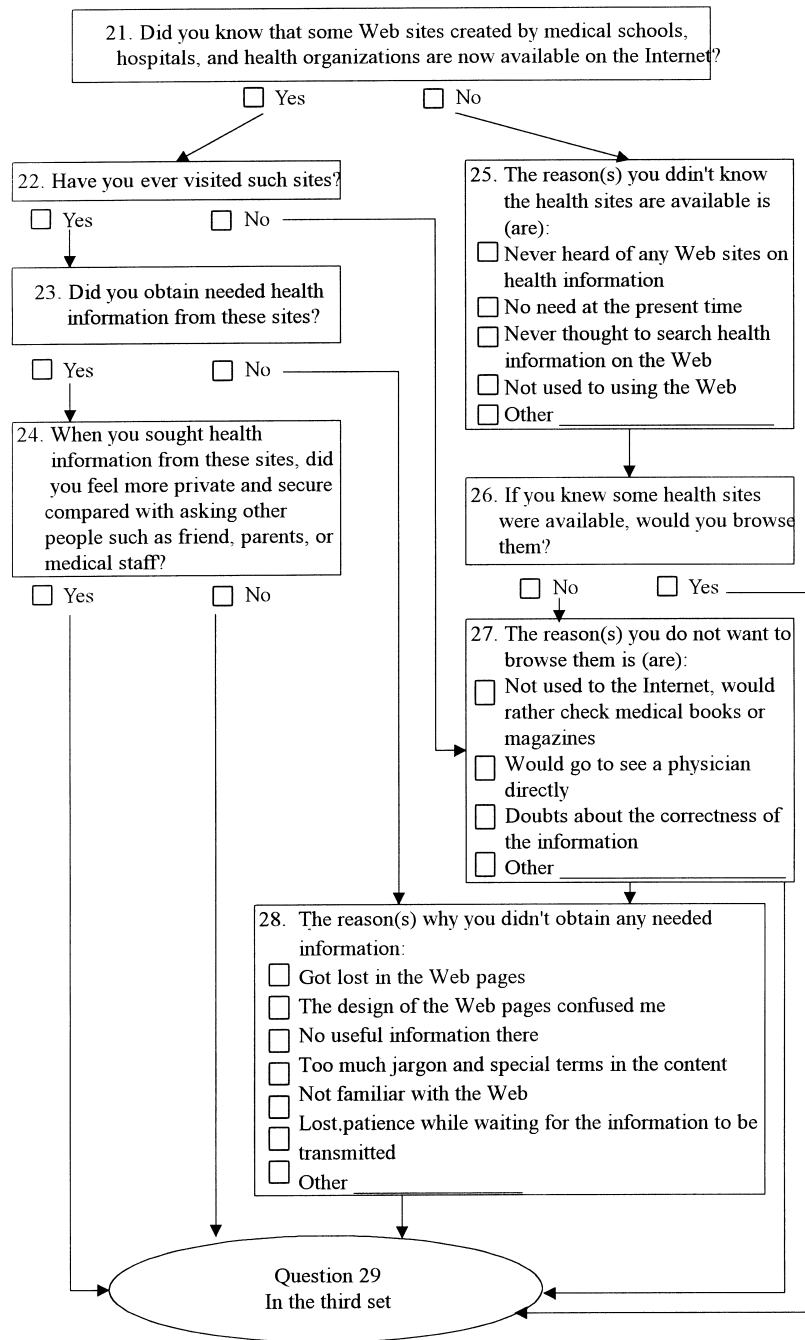 21. Did you know that some Web sites created by medical schools,
hospitals, and health organizations are now available on the Internet?
Yes
No
22. Have you ever visited such sites?
Yes
No
23. Did you obtain needed health
information from these sites?
Yes
No
24. When you sought health
information from these sites, did
you feel more private and secure
compared with asking other
people such as friend, parents, or
medical staff?
Yes
No
25. The reason(s) you ddin't know
the health sites are available is
(are):
Never heard of any Web sites on
health information
No need at the present time
Never thought to search health
information on the Web
Not used to using the Web
Other
26. If you knew some health sites
were available, would you browse
them?
No
Yes
27. The reason(s) you do not want to
browse them is (are):
Not used to the Internet, would
rather check medical books or
magazines
Would go to see a physician
directly
Doubts about the correctness of
the information
Other
28. The reason(s) why you didn't obtain any needed
information:
Got lost in the Web pages
The design of the Web pages confused me
No useful information there
Too much jargon and special terms in the content
Not familiar with the Web
Lost,patience while waiting for the information to be
transmitted
Other
Question 29
In the third set